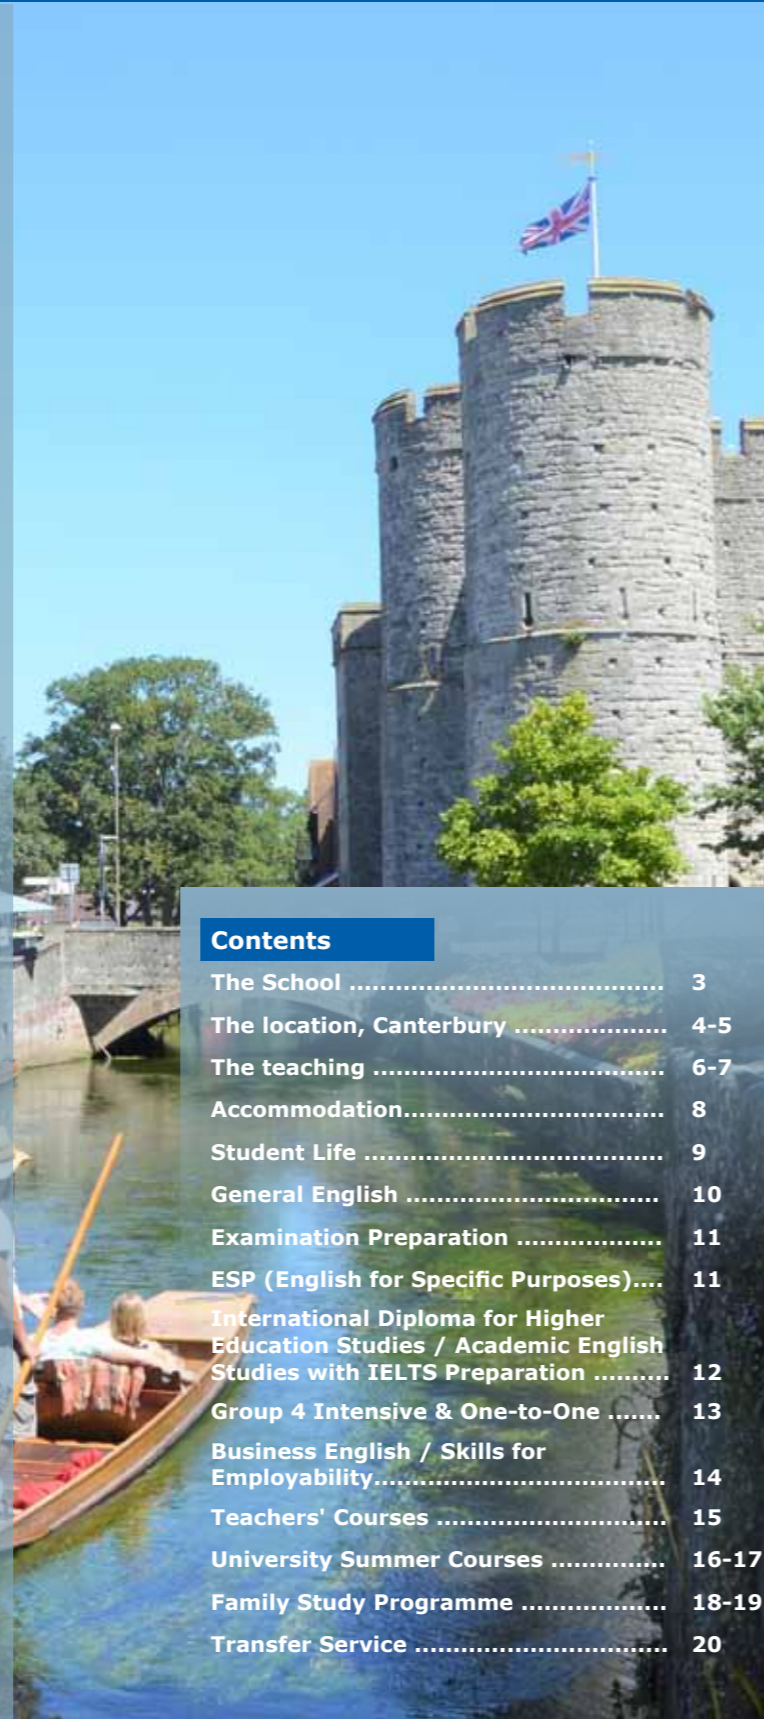 Contents
The School ......................................... 3
The location, Canterbury .................... 4-5
The teaching ...................................... 6-7
Accommodation.................................. 8
Student Life ....................................... 9
General English ................................. 10
Examination Preparation ................... 11
ESP (English for Specific Purposes).... 11
International Diploma for Higher
Education Studies / Academic English
Studies with IELTS Preparation .......... 12
Group 4 Intensive & One-to-One ....... 13
Business English / Skills for
Employability...................................... 14
Teachers' Courses .............................. 15
University Summer Courses ............... 16-17
Family Study Programme ................... 18-19
Transfer Service ................................. 20